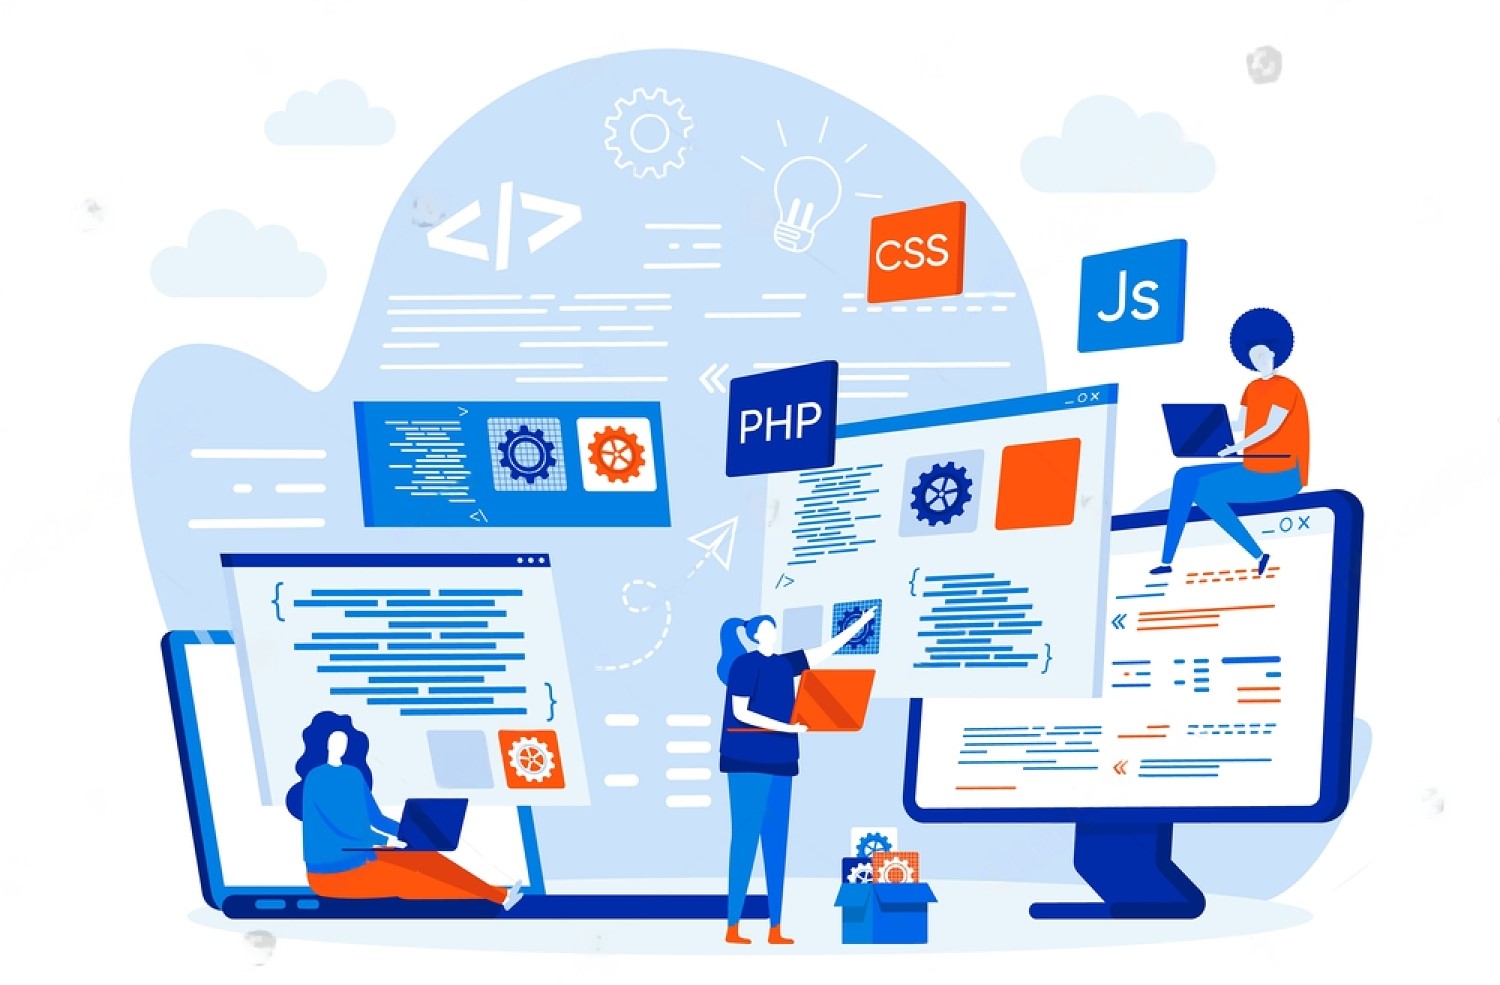 </>
CSS
Js
PHP
_ O X
>
<\
/>
{
}
{
}
_ O X